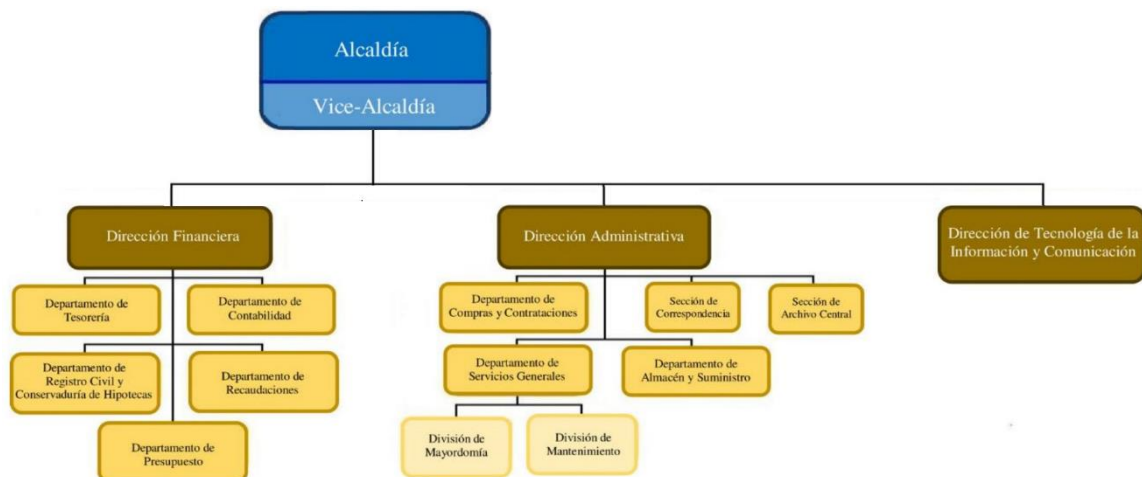 Alcaldía
Vice-Alcaldía
Dirección Financiera
Dirección Administrativa
Dirección de Tecnología de la
Información y Comunicación
Departamento de
Tesorería
Departamento de
Contabilidad
Departamento de
Compras y Contrataciones
Sección de
Correspondencia
Sección de
Archivo Central
Departamento de
Registro Civil y
Conservaduría de Hipotecas
Departamento de
Recaudaciones
Departamento de
Servicios Generales
Departamento de
Almacén y Suministro
Departamento de
Presupuesto
División de
Mayordomía
División de
Mantenimiento